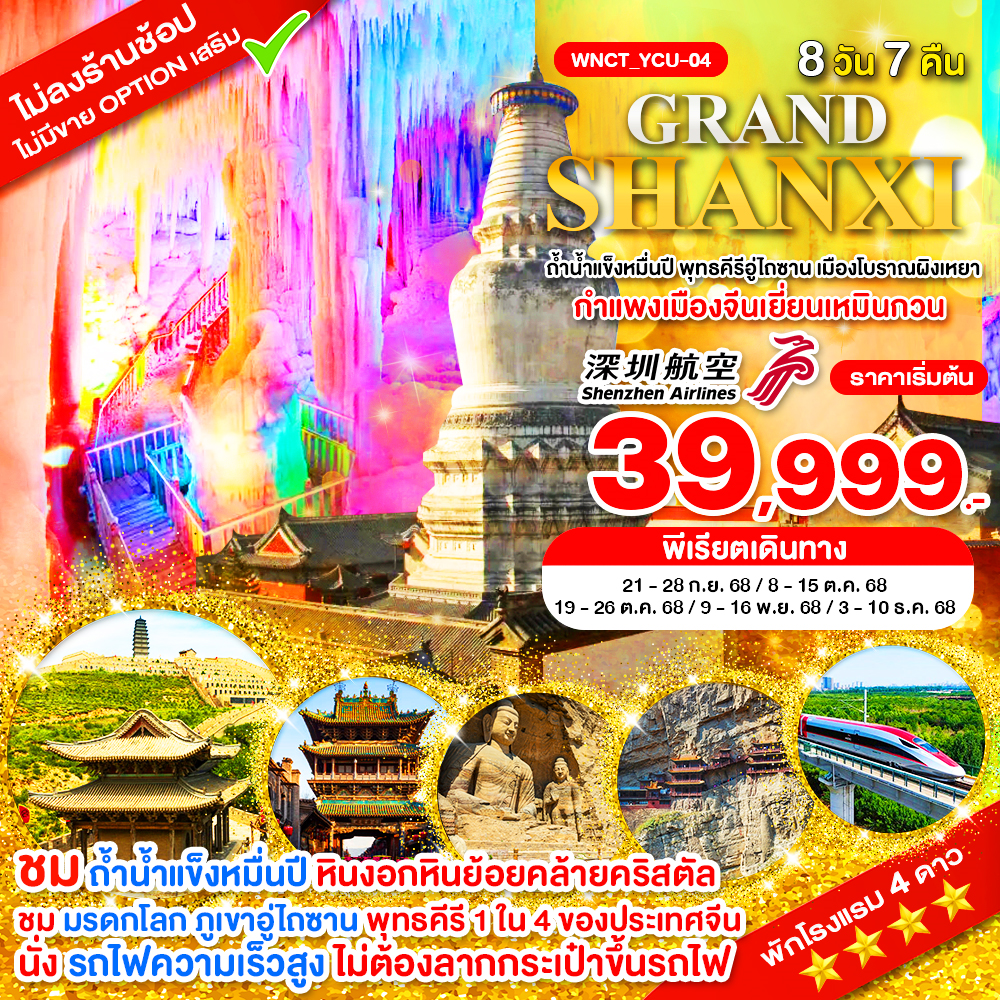 ไม่ลงร้านช้อป
ไม่มีขาย OPTION เสริม
WNCT_YCU-04
8 วัน 7 คืน
GRAND
SHANXI
ถ้ำน้ำแข็งหมื่นปี พุทธคีรีอู่ไถซาน เมืองโบราณผิงเหยา
กำแพงเมืองจีนเยี่ยนเหมินกวน
深圳航空
Shenzhen Airlines
ราคาเริ่มต้น
39,999.-
พีเรียตเดินทาง
21 - 28 ก.ย. 68 / 8 - 15 ต.ค. 68
19 - 26 ต.ค. 68 / 9 - 16 พ.ย. 68 / 3 - 10 ธ.ค. 68
ชม ถ้ำน้ำแข็งหมื่นปี หินงอกหินย้อยคล้ายคริสตัล
ชม มรดกโลก ภูเขาอู่ไถซาน พุทธคีรี 1 ใน 4 ของประเทศจีน
นั่ง รถไฟความเร็วสูง ไม่ต้องลากกระเป๋าขึ้นรถไฟ
พักโรงแรม 4 ดาว